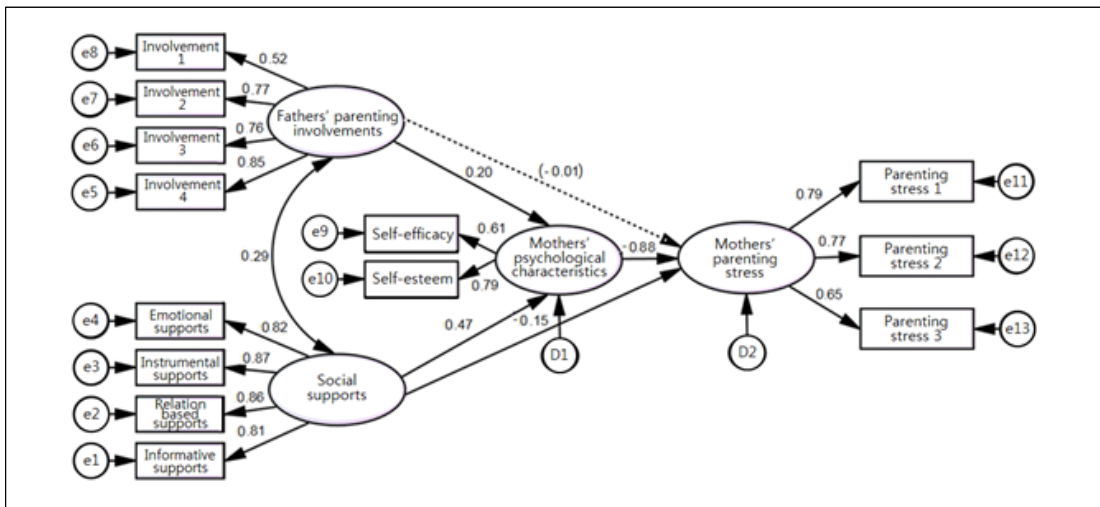 e8
Involvement
1
0.52
e7
Involvement
2
0.77
e6
Involvement
3
0.76
e5
Involvement
4
0.85
Fathers' parenting
involvements
0.20
(-0.01)
0.29
e9
Self-efficacy
0.61
e10
Self-esteem
0.79
Mothers'
psychological
characteristics
-0.88
Mothers'
parenting
stress
0.79
Parenting
stress 1
e11
0.77
Parenting
stress 2
e12
0.65
Parenting
stress 3
e13
e4
Emotional
supports
0.82
e3
Instrumental
supports
0.87
e2
Relation
based
supports
0.86
e1
Informative
supports
0.81
Social
supports
0.47
-0.15
D1
D2